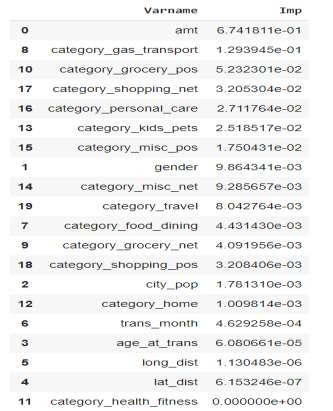 Varname Imp
0 amt 6.741811e-01
8 category_gas_transport 1.293945e-01
10 category_grocery_pos 5.232301e-02
17 category_shopping_net 3.205304e-02
16 category_personal_care 2.711764e-02
13 category_kids_pets 2.518517e-02
15 category_misc_pos 1.750431e-02
1 gender 9.864341e-03
14 category_misc_net 9.285657e-03
19 category_travel 8.042764e-03
7 category_food_dining 4.431430e-03
9 category_grocery_net 4.091956e-03
18 category_shopping_pos 3.208406e-03
2 city_pop 1.781310e-03
12 category_home 1.009814e-03
6 trans_month 4.629258e-04
3 age_at_trans 6.080661e-05
5 long_dist 1.130483e-06
4 lat_dist 6.153246e-07
11 category_health_fitness 0.000000e+00